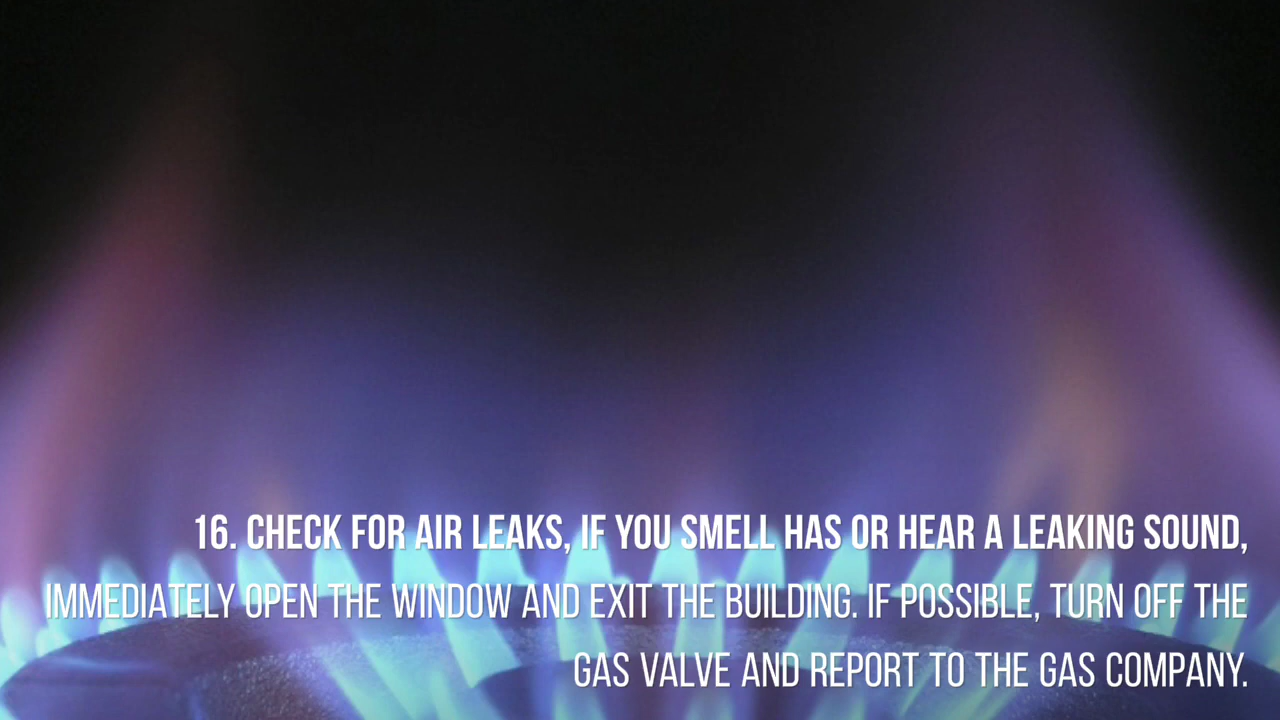 16. CHECK FOR AIR LEAKS, IF YOU SMELL HAS OR HEAR A LEAKING SOUND,
IMMEDIATELY OPEN THE WINDOW AND EXIT THE BUILDING. IF POSSIBLE, TURN OFF THE
GAS VALVE AND REPORT TO THE GAS COMPANY.